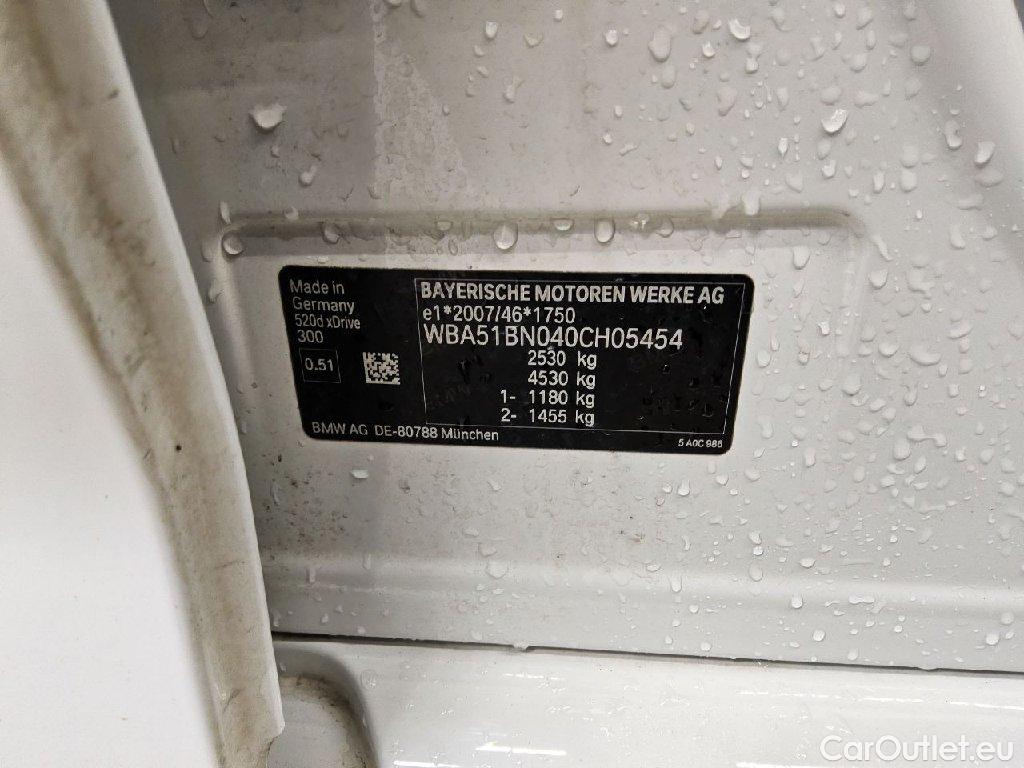 Made in
Germany
520d xDrive
300
0.51
BAYERISCHE MOTOREN WERKE AG
e1*2007/46*1750
WBA51BN040CH05454
2530 kg
4530 kg
1- 1180 kg
2- 1455 kg
BMW AG DE-80788 München
5 A0C 986
CarOutlet.eu